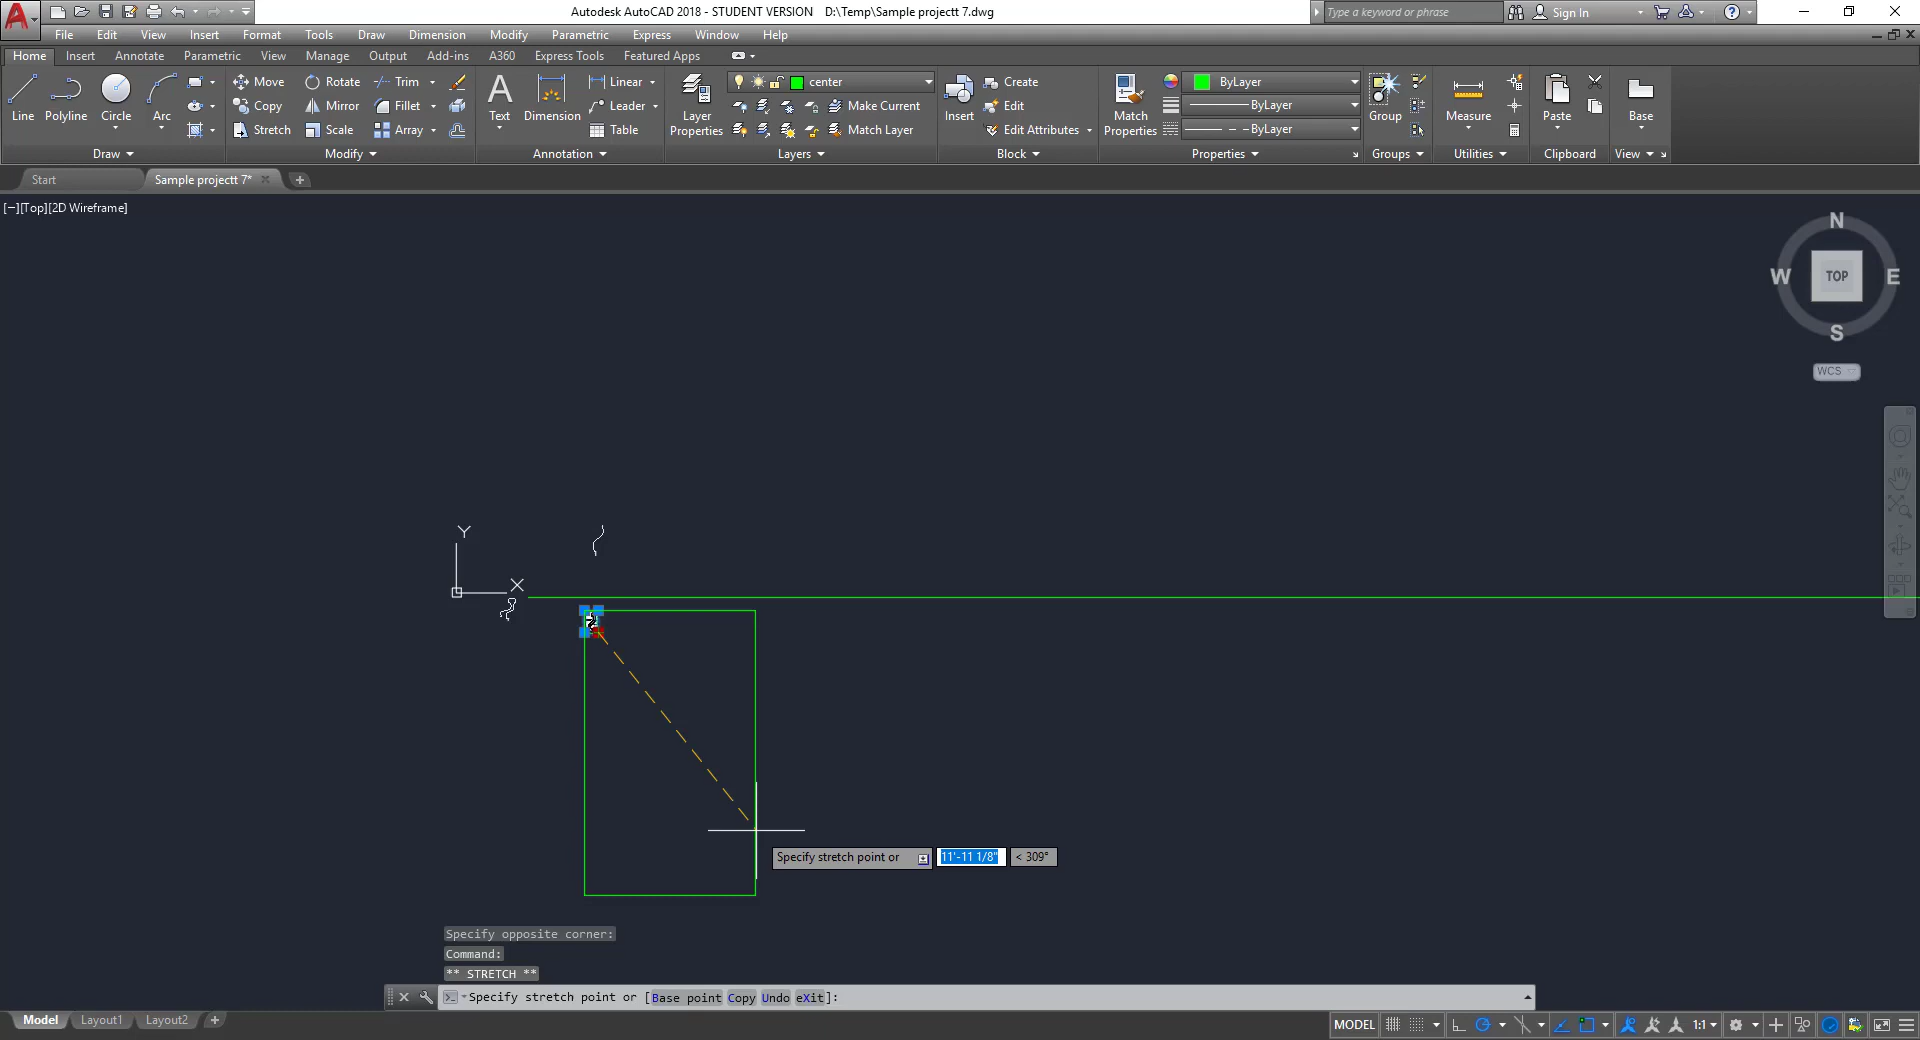 Autodesk AutoCAD 2018 - STUDENT VERSION D:\Temp\Sample projectt 7.dwg
Type a keyword or phrase
Sign In
File Edit View Insert Format Tools Draw Dimension Modify Parametric Express Window Help
Home Insert Annotate Parametric View Manage Output Add-ins A360 Express Tools Featured Apps
Line Polyline Circle Arc
Move Rotate Trim
Copy Mirror Fillet
Stretch Scale Array
Text Dimension
Linear
Leader
Table
Layer Properties
center
Make Current
Match Layer
Insert
Create
Edit
Edit Attributes
Match Properties
ByLayer
ByLayer
ByLayer
Group
Measure
Paste
Base
Draw Modify Annotation Layers Block Properties Groups Utilities Clipboard View
Start Sample projectt 7*
[−][Top][2D Wireframe]
N
W TOP E
S
WCS
Y
X
Specify stretch point or 11'-11 1/8" < 309°
Specify opposite corner:
Command:
** STRETCH **
Specify stretch point or [Base point Copy Undo eXit]:
Model Layout1 Layout2
MODEL 1:1